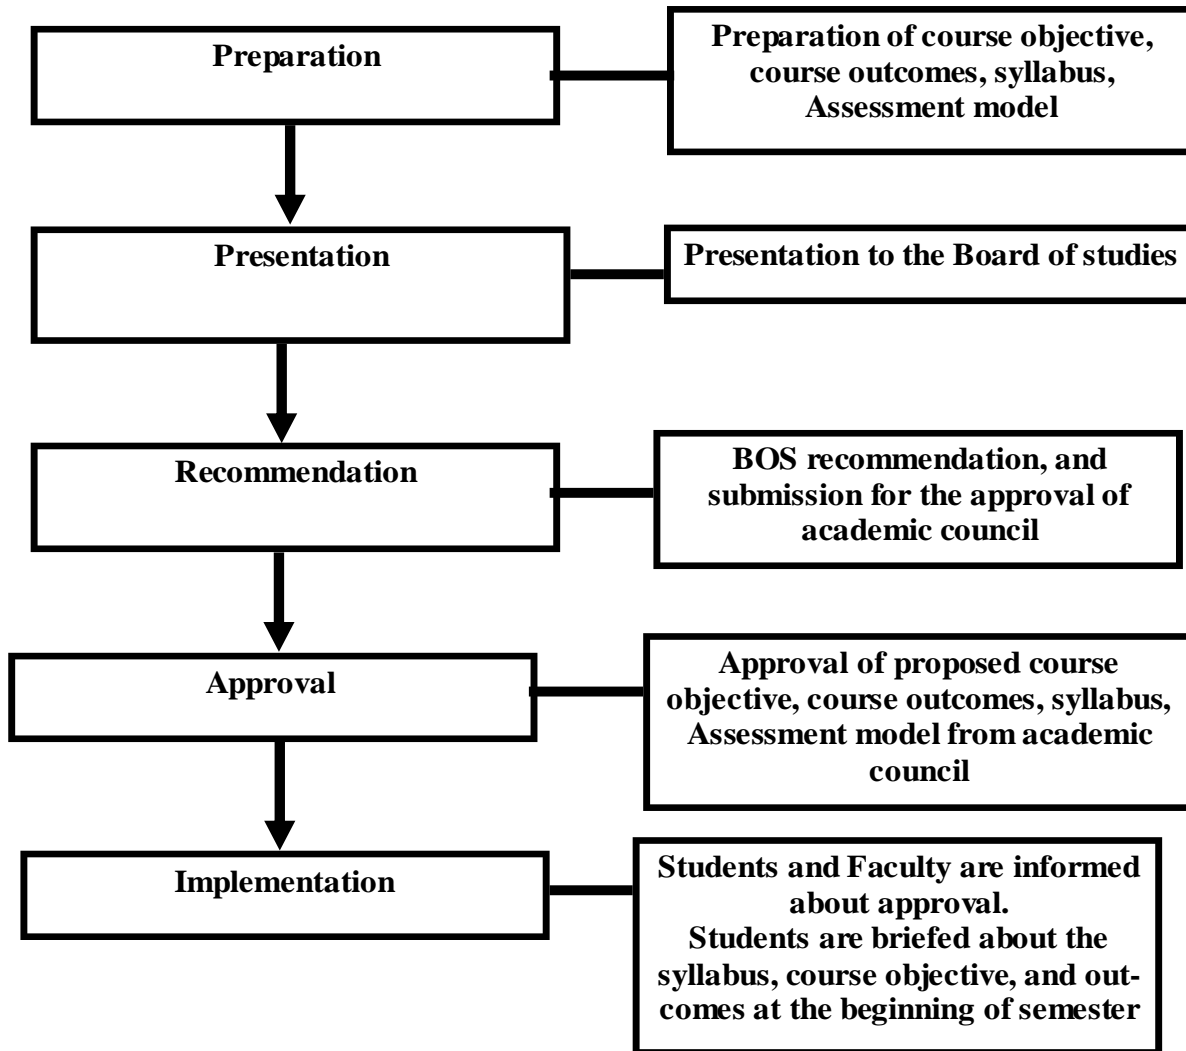 Preparation
Preparation of course objective,
course outcomes, syllabus,
Assessment model
Presentation
Presentation to the Board of studies
Recommendation
BOS recommendation, and
submission for the approval of
academic council
Approval
Approval of proposed course
objective, course outcomes, syllabus,
Assessment model from academic
council
Implementation
Students and Faculty are informed
about approval.
Students are briefed about the
syllabus, course objective, and out-
comes at the beginning of semester